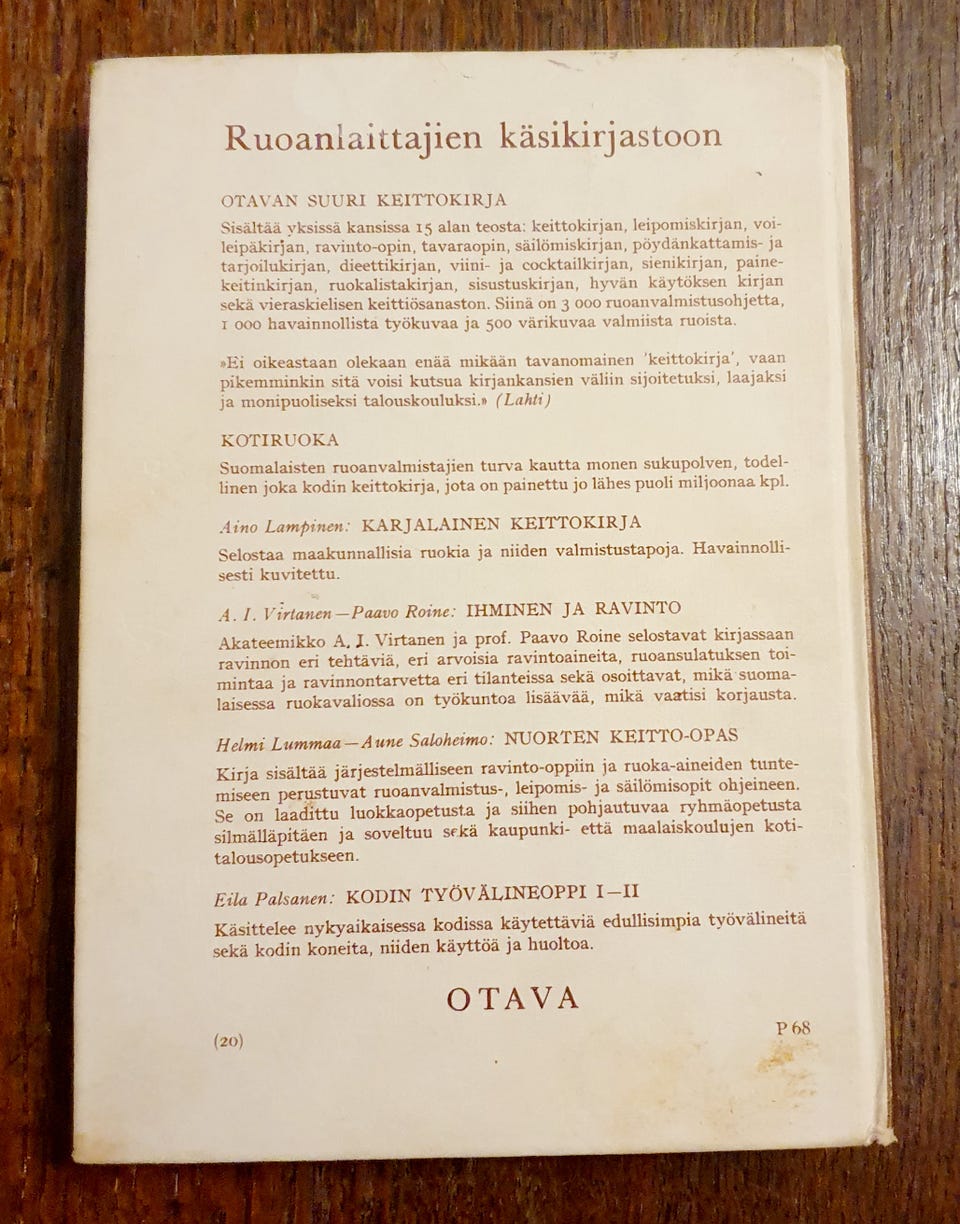 Ruoanlaittajien käsikirjastoon
OTAVAN SUURI KEITTOKIRJA
Sisältää yksissä kansissa 15 alan teosta: keittokirjan, leipomiskirjan, voi-
leipäkirjan, ravinto-opin, tavaraopin, säilömiskirjan, pöydänkattamis- ja
tarjoilukirjan, dieettikirjan, viini- ja cocktailkirjan, sienikirjan, paine-
keitinkirjan, ruokalistakirjan, sisustuskirjan, hyvän käytöksen kirjan
sekä vieraskielisen keittiösanaston. Siinä on 3 000 ruoanvalmistusohjetta,
1 000 havainnollista työkuvaa ja 500 värikuvaa valmiista ruoista.
»Ei oikeastaan olekaan enää mikään tavanomainen 'keittokirja', vaan
pikemminkin sitä voisi kutsua kirjankansien väliin sijoitetuksi, laajaksi
ja monipuoliseksi talouskouluksi.» (Lahti)
KOTIRUOKA
Suomalaisten ruoanvalmistajien turva kautta monen sukupolven, todel-
linen joka kodin keittokirja, jota on painettu jo lähes puoli miljoonaa kpl.
Aino Lampinen: KARJALAINEN KEITTOKIRJA
Selostaa maakunnallisia ruokia ja niiden valmistustapoja. Havainnolli-
sesti kuvitettu.
A. I. Virtanen—Paavo Roine: IHMINEN JA RAVINTO
Akateemikko A. I. Virtanen ja prof. Paavo Roine selostavat kirjassaan
ravinnon eri tehtäviä, eri arvoisia ravintoaineita, ruoansulatuksen toi-
mintaa ja ravinnontarvetta eri tilanteissa sekä osoittavat, mikä suoma-
laisessa ruokavaliossa on työkuntoa lisäävää, mikä vaatisi korjausta.
Helmi Lummaa—Aune Saloheimo: NUORTEN KEITTO-OPAS
Kirja sisältää järjestelmälliseen ravinto-oppiin ja ruoka-aineiden tunte-
miseen perustuvat ruoanvalmistus-, leipomis- ja säilömisopit ohjeineen.
Se on laadittu luokkaopetusta ja siihen pohjautuvaa ryhmäopetusta
silmälläpitäen ja soveltuu sekä kaupunki- että maalaiskoulujen koti-
talousopetukseen.
Eila Palsanen: KODIN TYÖVÄLINEOPPI I—II
Käsittelee nykyaikaisessa kodissa käytettäviä edullisimpia työvälineitä
sekä kodin koneita, niiden käyttöä ja huoltoa.
OTAVA
(20)
P 68